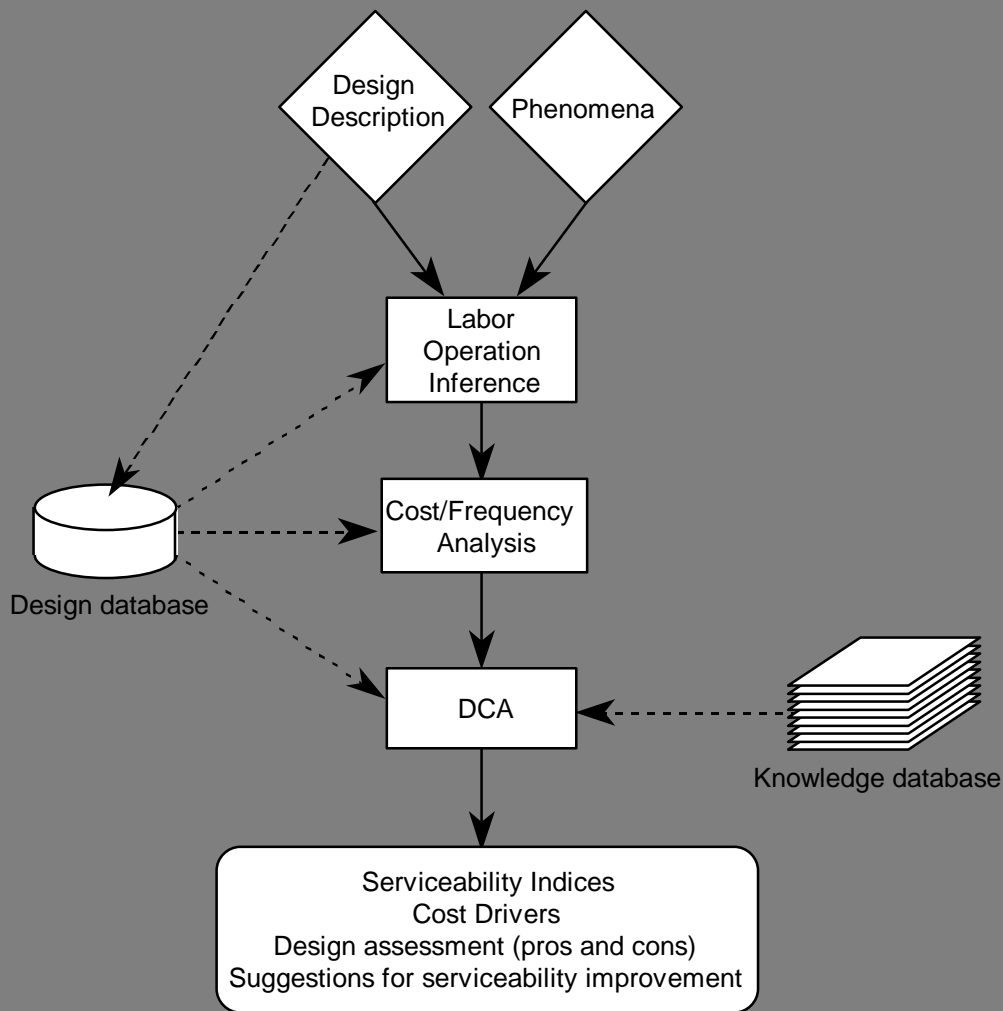 Design
Description
Phenomena
Labor
Operation
Inference
Cost/Frequency
Analysis
Design database
DCA
Knowledge database
Serviceability Indices
Cost Drivers
Design assessment (pros and cons)
Suggestions for serviceability improvement